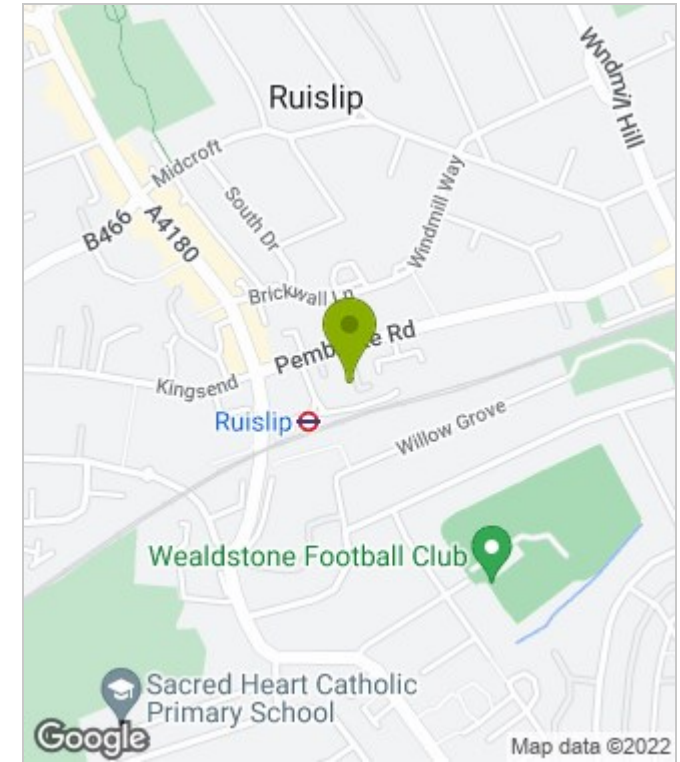 Ruislip
Windmill Hill
Midcroft
South Dr
Windmill Way
B466
A4180
Brickwall Ln
Pemb   ke Rd
Kingsend
Ruislip
Willow Grove
Wealdstone Football Club
Sacred Heart Catholic
Primary School
Google
Map data ©2022